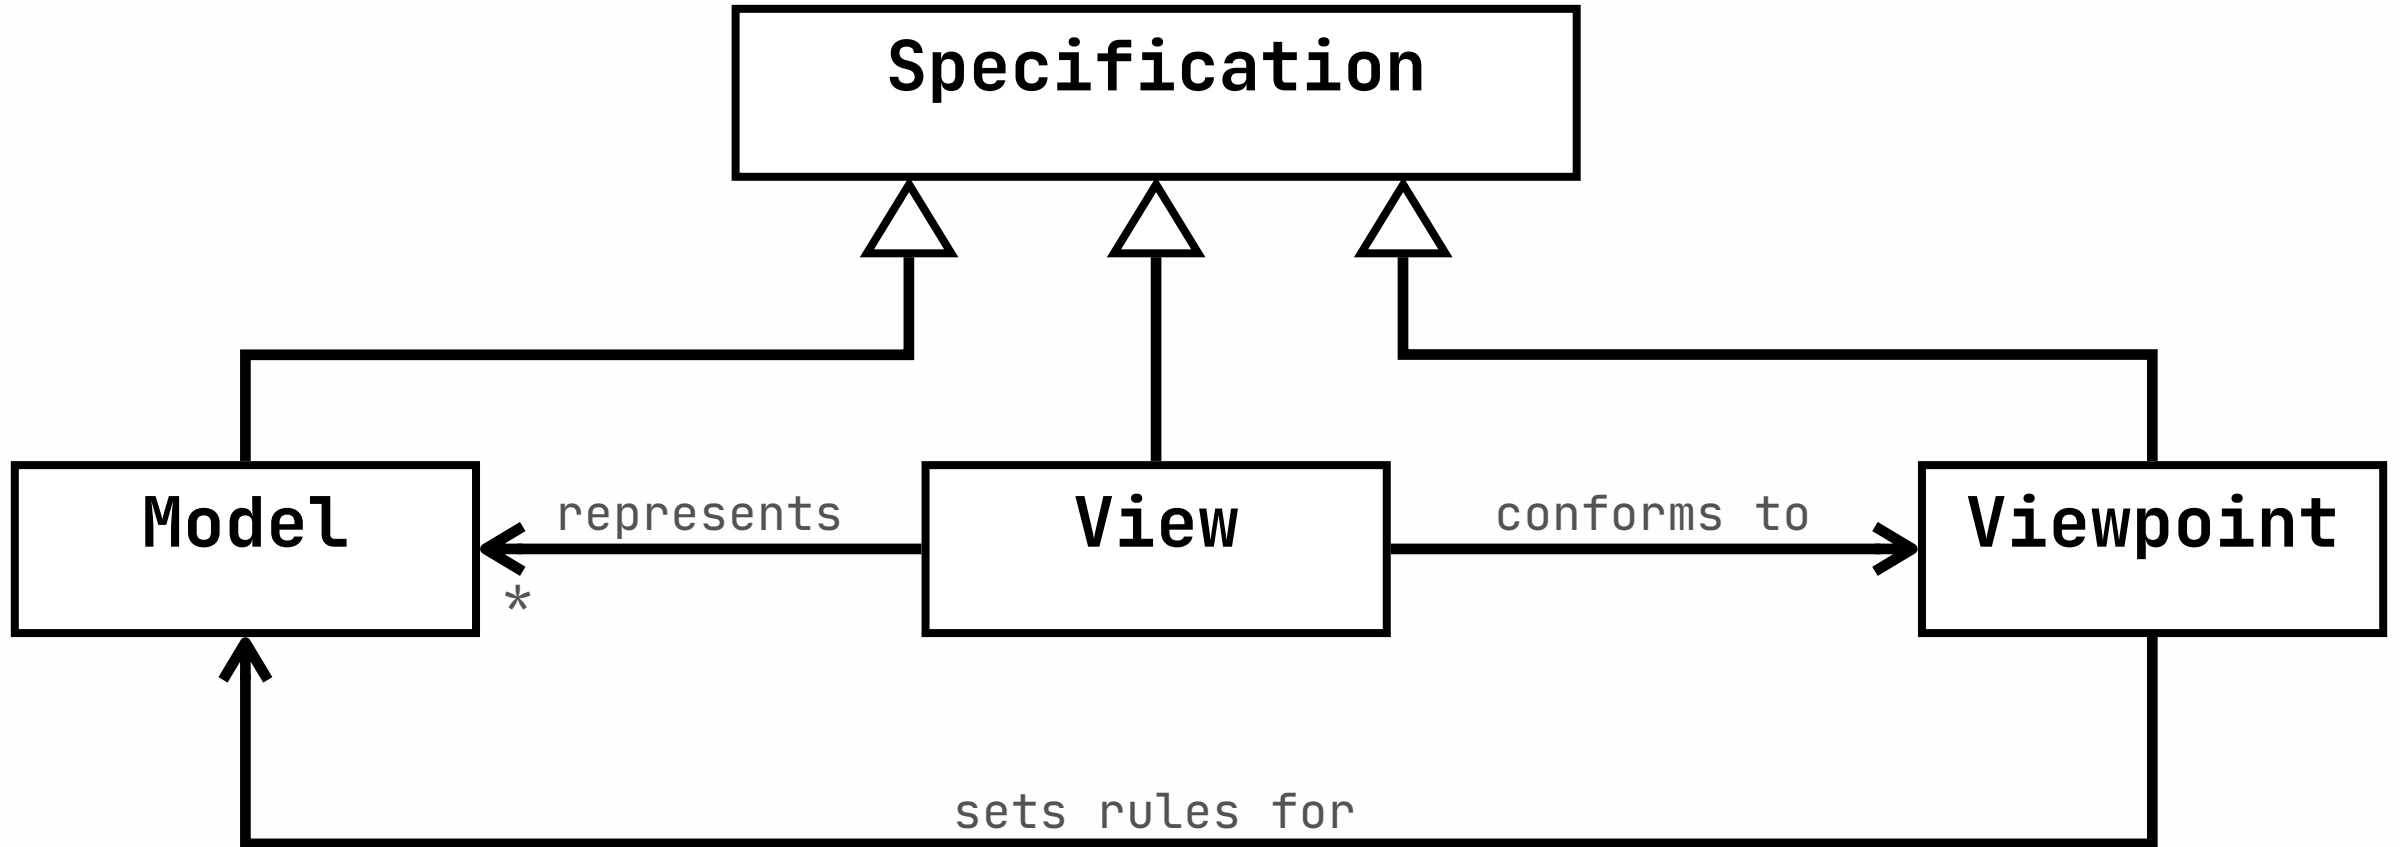 Specification
Model
represents
View
conforms to
Viewpoint
*
sets rules for